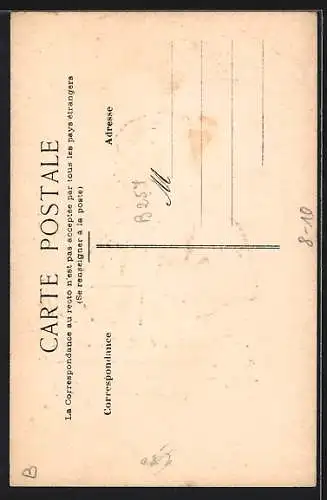 CARTE POSTALE
La Correspondance au recto n'est pas acceptée par tous les pays étrangers
(Se renseigner à la poste)
Correspondance
Adresse
M
B 257
8-10
B